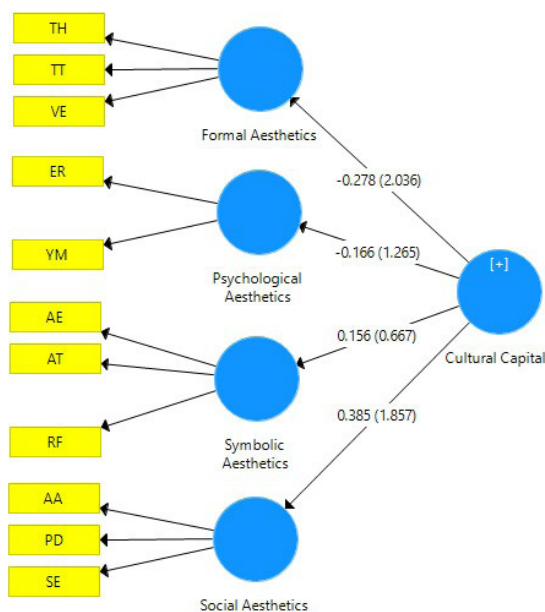 TH
TT
VE
Formal Aesthetics
-0.278 (2.036)
ER
YM
Psychological
Aesthetics
-0.166 (1.265)
[+]
Cultural Capital
AE
AT
RF
Symbolic
Aesthetics
0.156 (0.667)
0.385 (1.857)
AA
PD
SE
Social Aesthetics